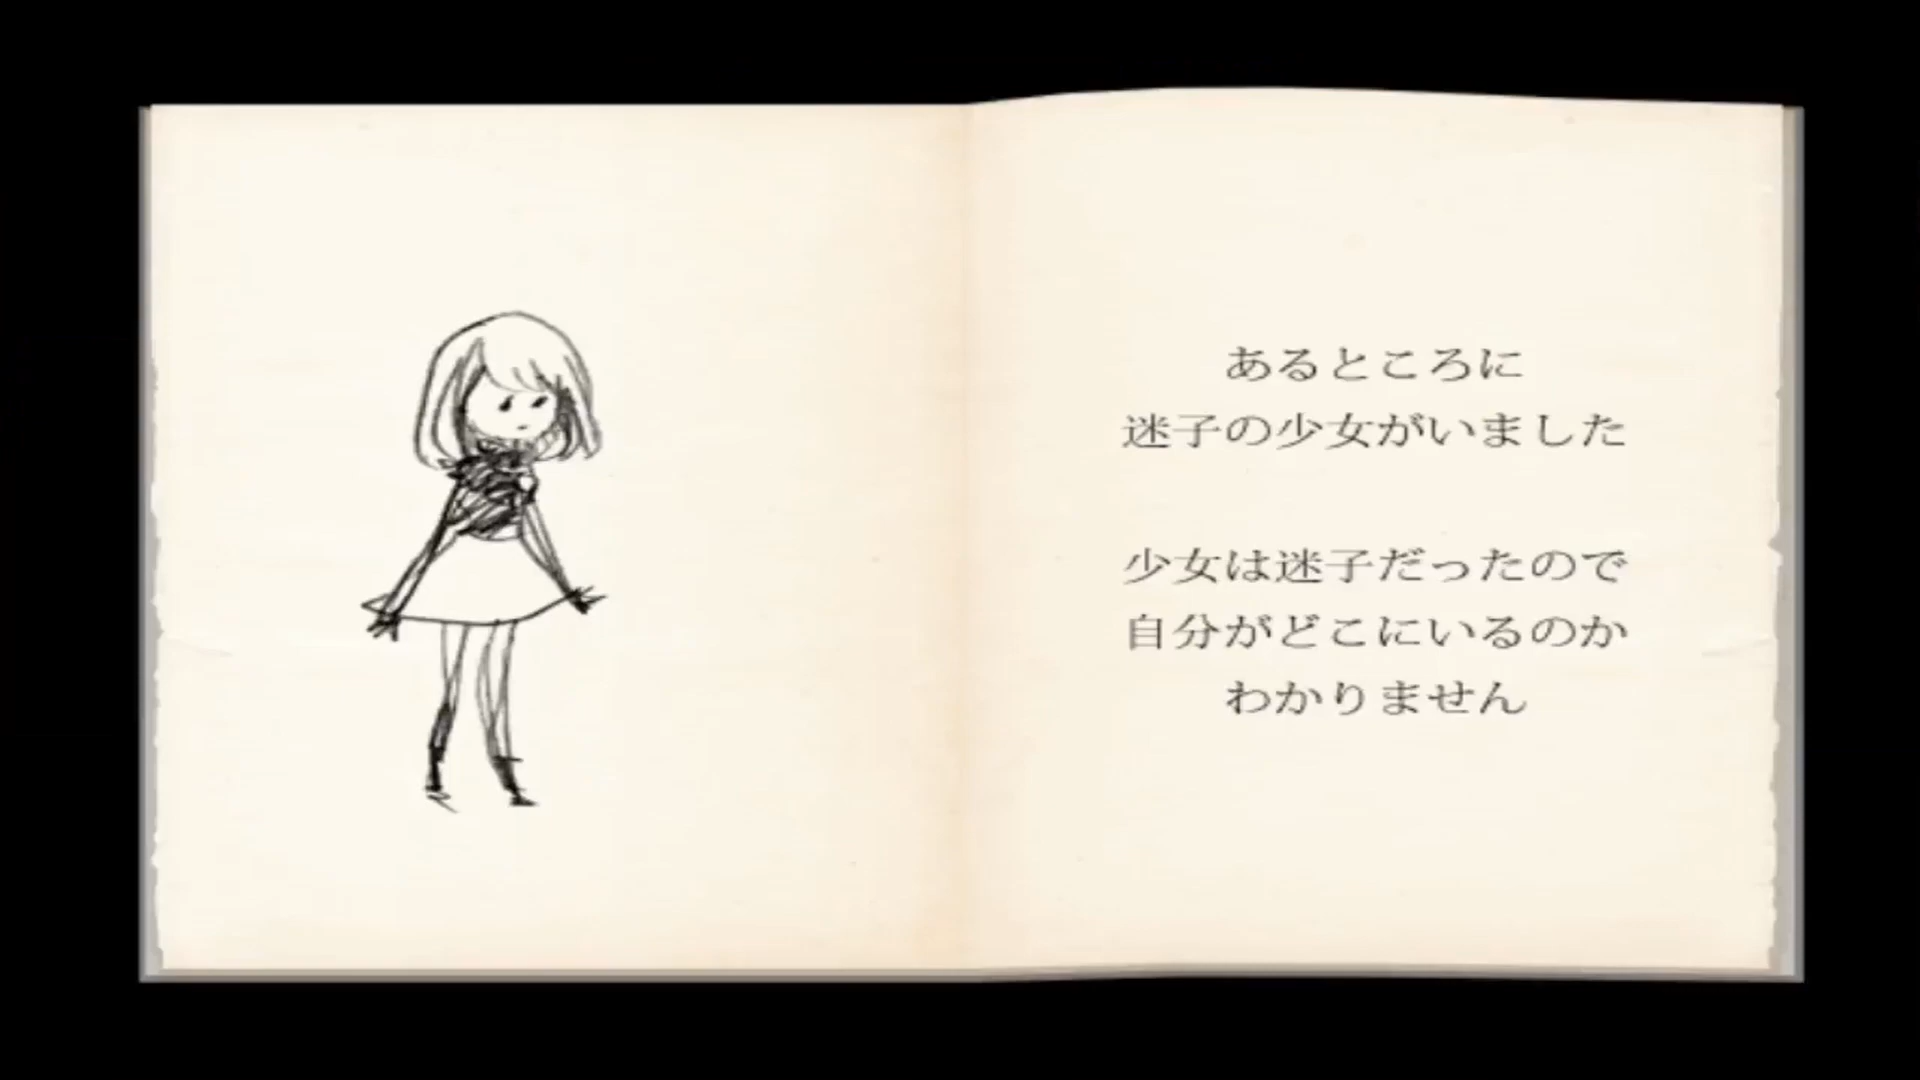 あるところに
迷子の少女がいました
少女は迷子だったので
自分がどこにいるのか
わかりません